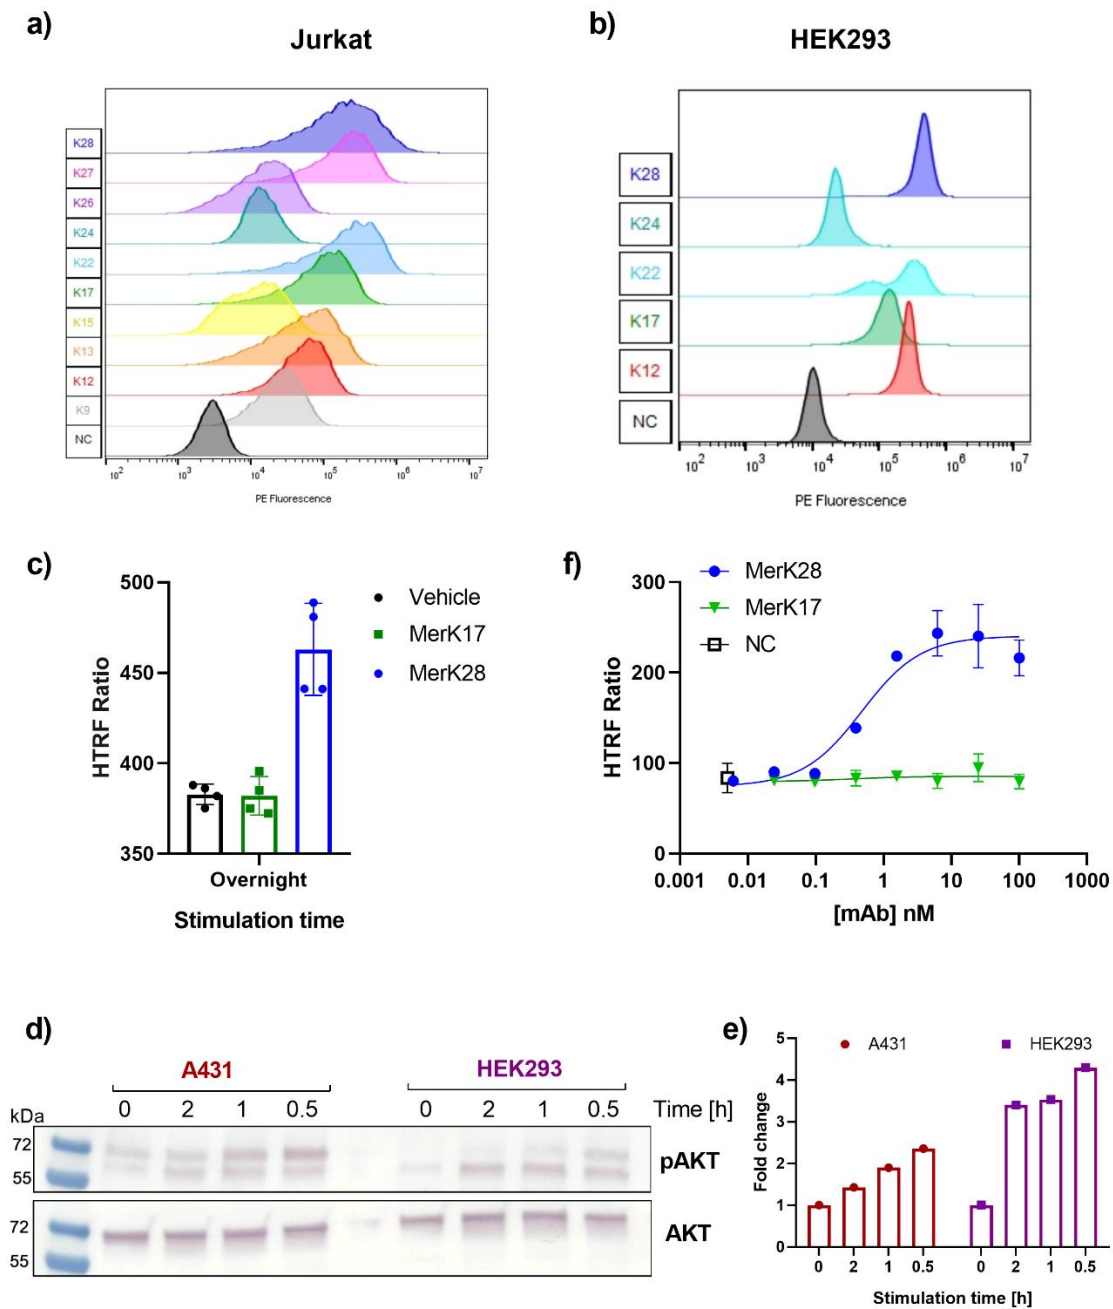 a)
Jurkat
K28
K27
K26
K24
K22
K17
K15
K13
K12
K9
NC
10² 10³ 10⁴ 10⁵ 10⁶ 10⁷
PE Fluorescence
b)
HEK293
K28
K24
K22
K17
K12
NC
10² 10³ 10⁴ 10⁵ 10⁶ 10⁷
PE Fluorescence
c)
500
450
400
350
HTRF Ratio
Vehicle
MerK17
MerK28
Overnight
Stimulation time
f)
MerK28
MerK17
NC
300
200
100
0
HTRF Ratio
0.001 0.01 0.1 1 10 100 1000
[mAb] nM
d)
A431 HEK293
kDa 0 2 1 0.5 0 2 1 0.5 Time [h]
72
55
pAKT
72
55
AKT
e)
A431 HEK293
5
4
3
2
1
0
Fold change
0 2 1 0.5 0 2 1 0.5
Stimulation time [h]